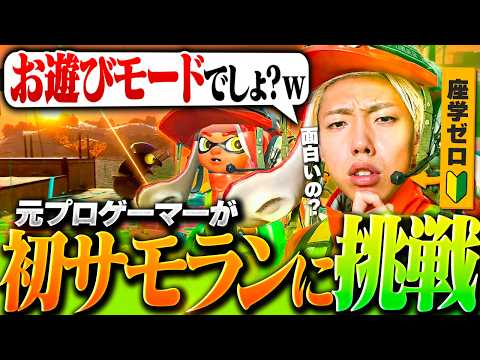 お遊びモードでしょ?w
面白いの?
座学ゼロ
元プロゲーマーが
初サモランに挑戦